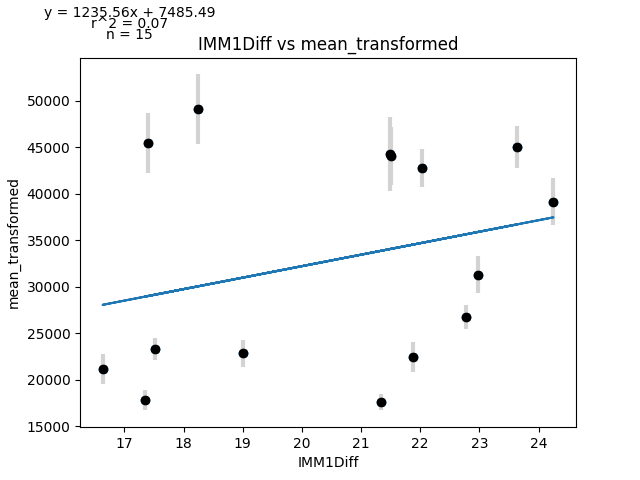 y = 1235.56x + 7485.49
r^2 = 0.07
n = 15
IMM1Diff vs mean_transformed
50000
45000
40000
35000
30000
25000
20000
15000
mean_transformed
17 18 19 20 21 22 23 24
IMM1Diff